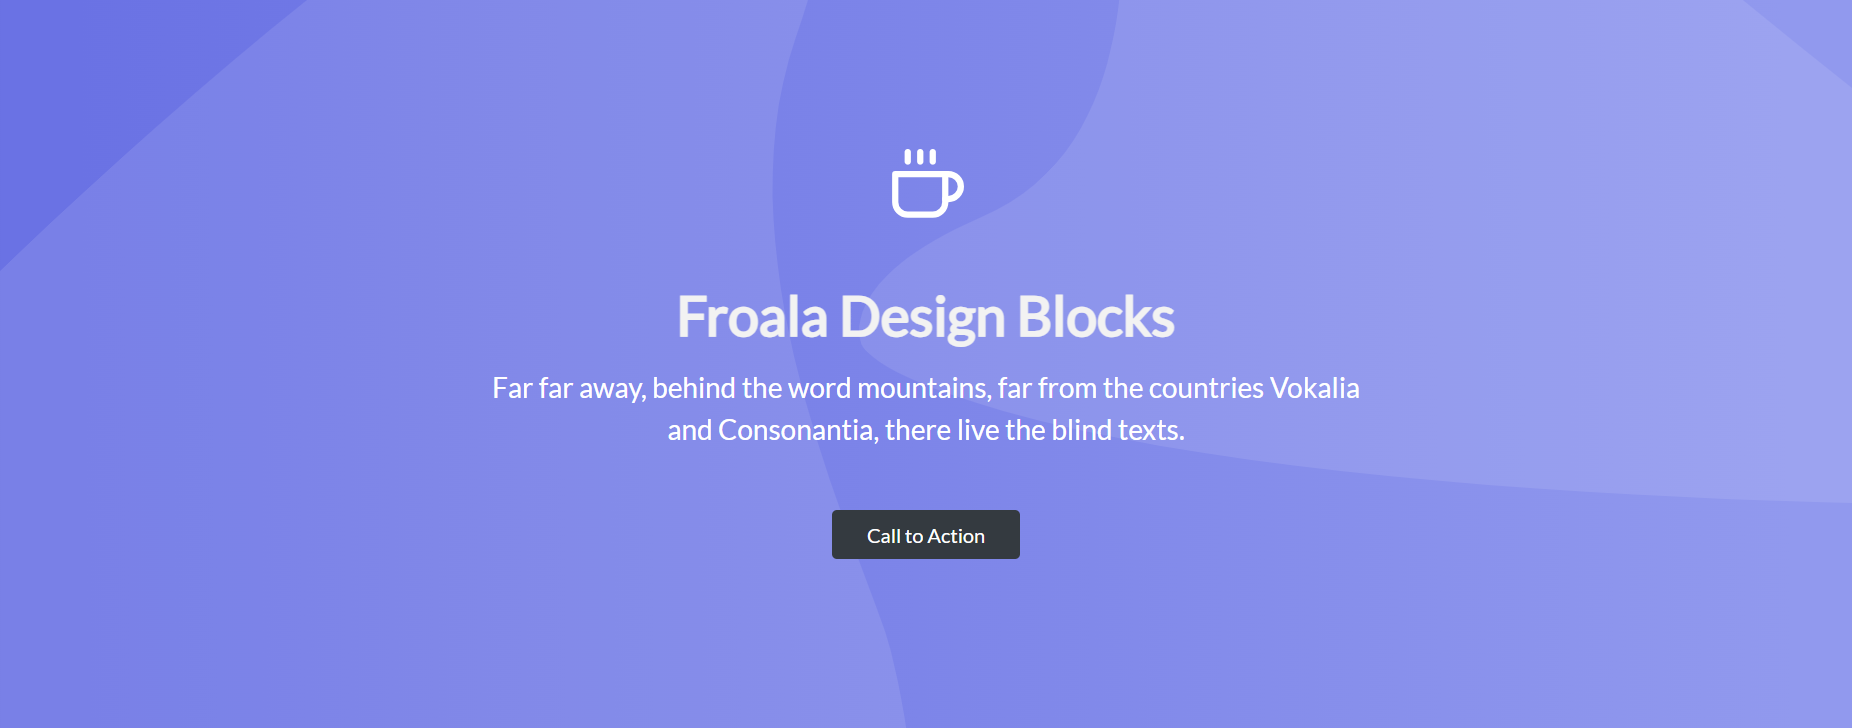 Froala Design Blocks
Far far away, behind the word mountains, far from the countries Vokalia
and Consonantia, there live the blind texts.
Call to Action